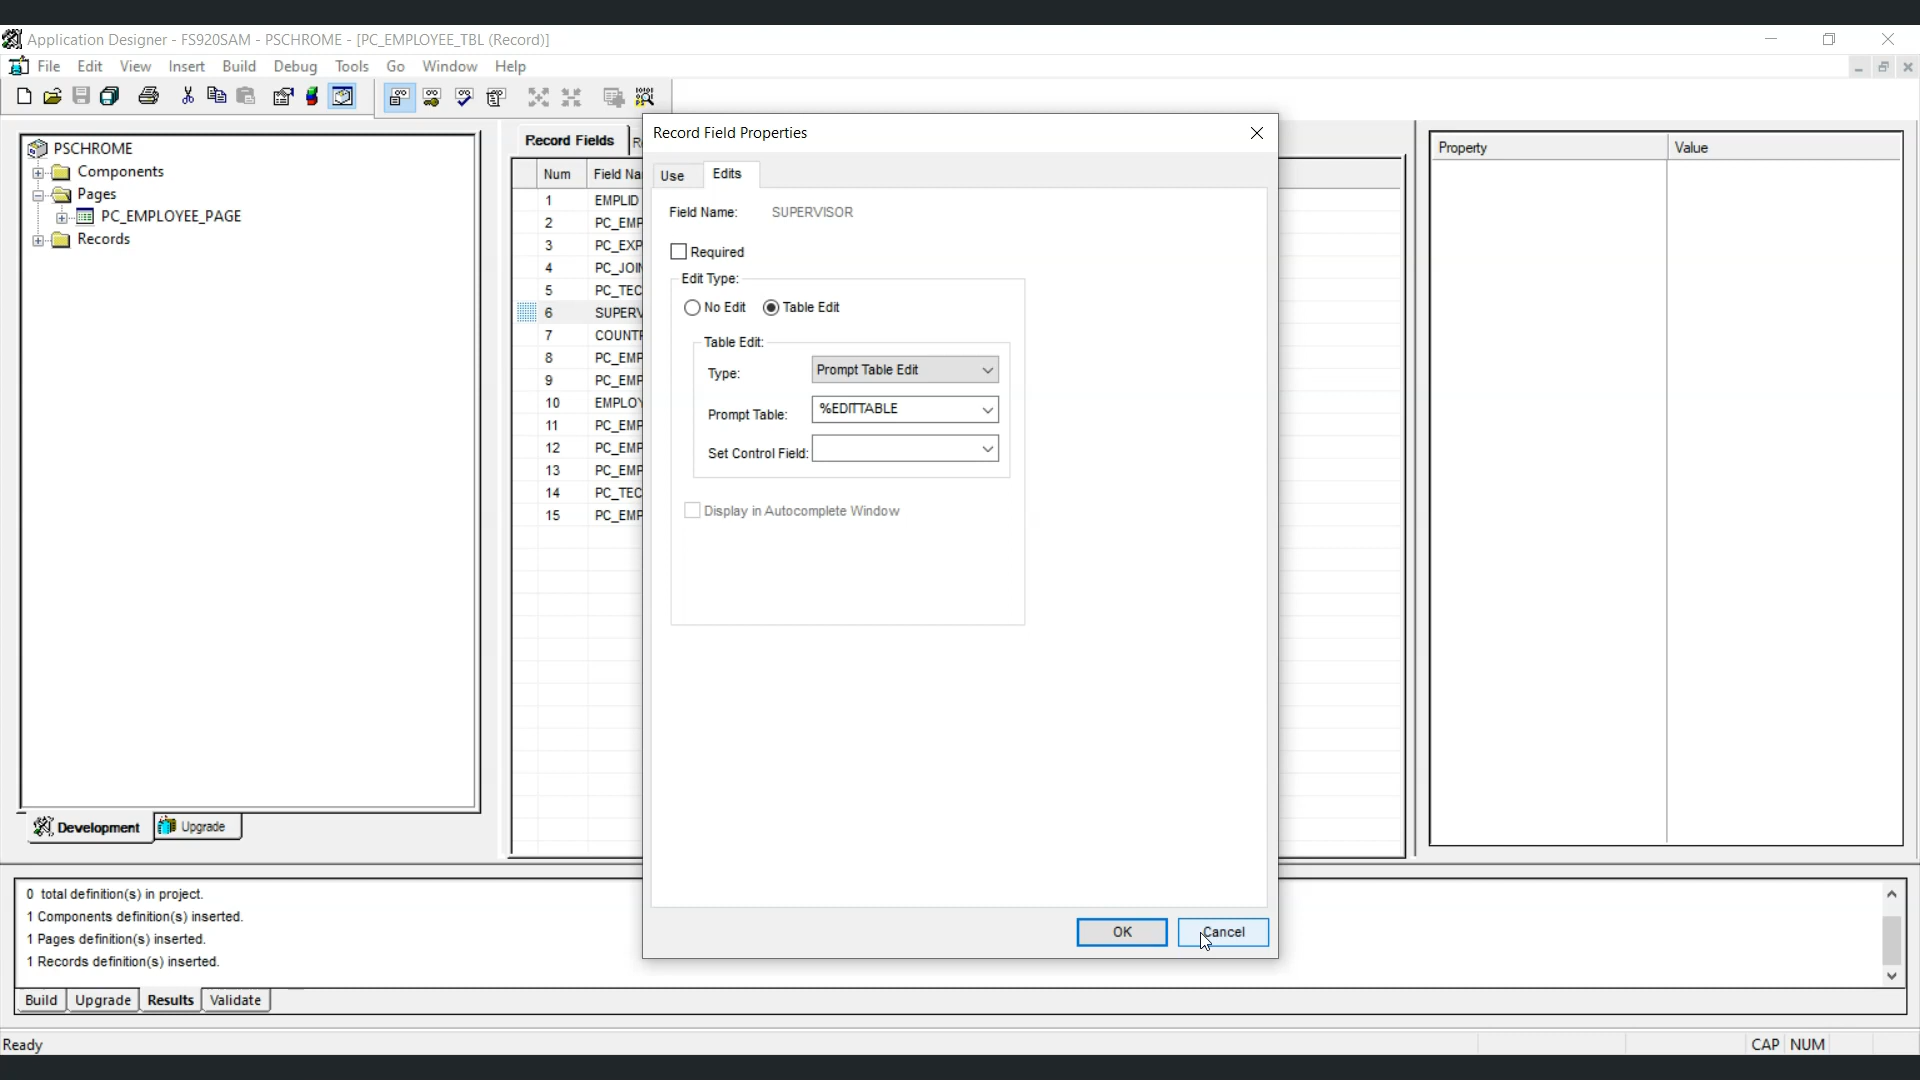 Application Designer - FS920SAM - PSCHROME - [PC_EMPLOYEE_TBL (Record)]
File Edit View Insert Build Debug Tools Go Window Help
PSCHROME
Components
Pages
PC_EMPLOYEE_PAGE
Records
Development Upgrade
Record Fields
Num Field Na
1 EMPLID
2 PC_EMP
3 PC_EXP
4 PC_JOIN
5 PC_TEC
6 SUPERV
7 COUNTR
8 PC_EMP
9 PC_EMP
10 EMPLOY
11 PC_EMP
12 PC_EMP
13 PC_EMP
14 PC_TEC
15 PC_EMP
Record Field Properties
Use Edits
Field Name: SUPERVISOR
Required
Edit Type:
No Edit Table Edit
Table Edit:
Type: Prompt Table Edit
Prompt Table: %EDITTABLE
Set Control Field:
Display in Autocomplete Window
OK Cancel
Property Value
0 total definition(s) in project.
1 Components definition(s) inserted.
1 Pages definition(s) inserted.
1 Records definition(s) inserted.
Build Upgrade Results Validate
Ready CAP NUM